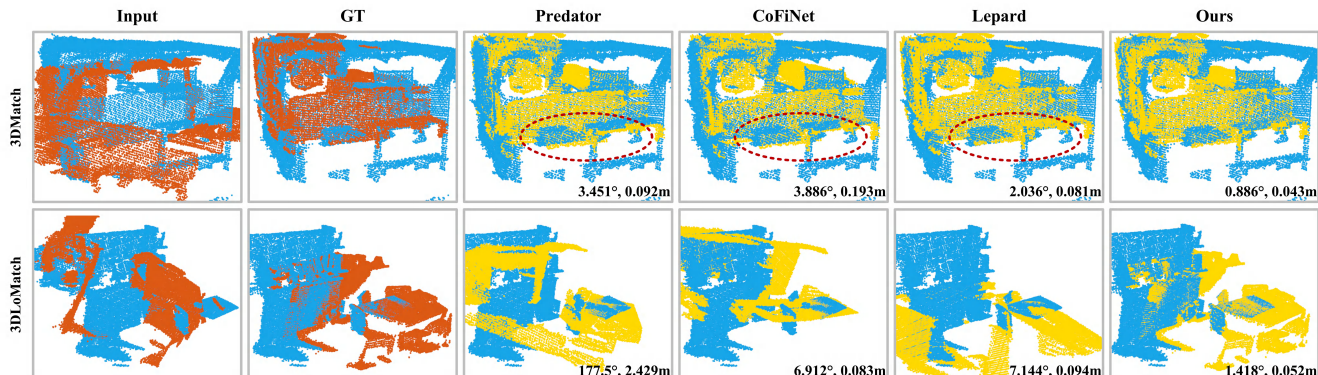 Input GT Predator CoFiNet Lepard Ours
3DMatch
3.451°, 0.092m 3.886°, 0.193m 2.036°, 0.081m 0.886°, 0.043m
3DLoMatch
177.5°, 2.429m 6.912°, 0.083m 7.144°, 0.094m 1.418°, 0.052m